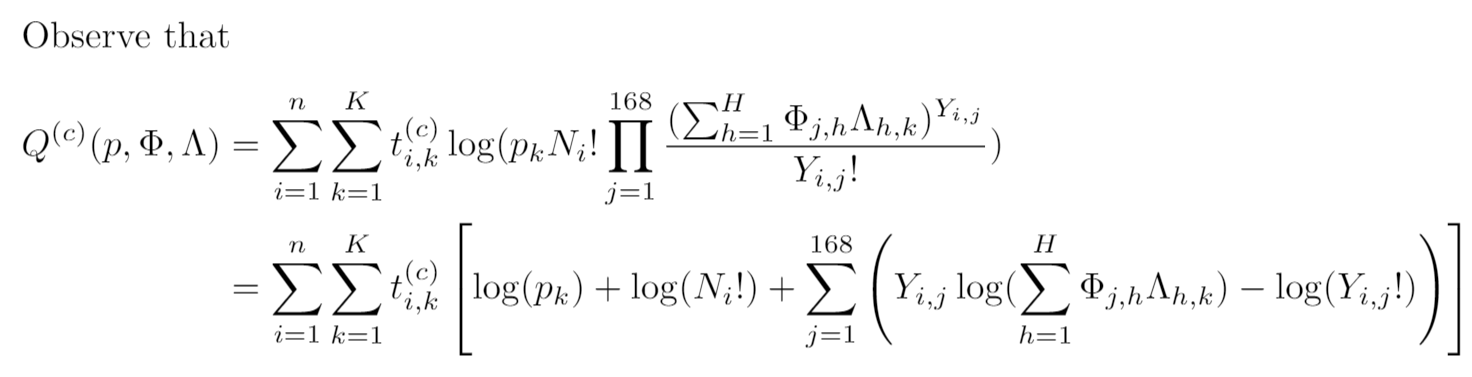 Observe that
$Q^{(c)}(p, \Phi, \Lambda) = \sum_{i=1}^{n} \sum_{k=1}^{K} t_{i,k}^{(c)} \log(p_k N_i! \prod_{j=1}^{168} \frac{(\sum_{h=1}^{H} \Phi_{j,h} \Lambda_{h,k})^{Y_{i,j}}}{Y_{i,j}!})$
$= \sum_{i=1}^{n} \sum_{k=1}^{K} t_{i,k}^{(c)} \left[ \log(p_k) + \log(N_i!) + \sum_{j=1}^{168} \left( Y_{i,j} \log(\sum_{h=1}^{H} \Phi_{j,h} \Lambda_{h,k}) - \log(Y_{i,j}!) \right) \right]$